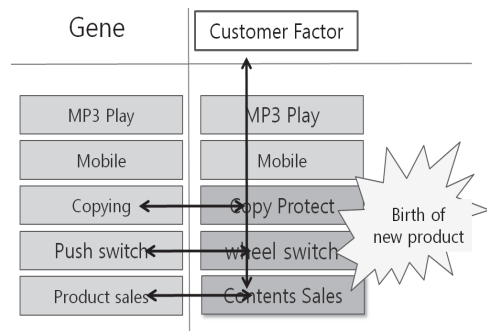 Gene
Customer Factor
MP3 Play
MP3 Play
Mobile
Mobile
Copying
Copy Protect
Push switch
wheel switch
Product sales
Contents Sales
Birth of
new product